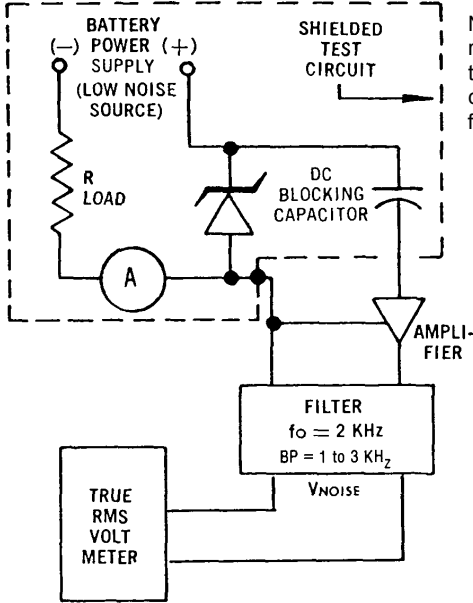 BATTERY
(−) POWER (+)
SUPPLY
(LOW NOISE
SOURCE)
SHIELDED
TEST
CIRCUIT
R
LOAD
DC
BLOCKING
CAPACITOR
A
AMPLI-
FIER
FILTER
fo = 2 KHz
BP = 1 to 3 KHz
VNOISE
TRUE
RMS
VOLT
METER